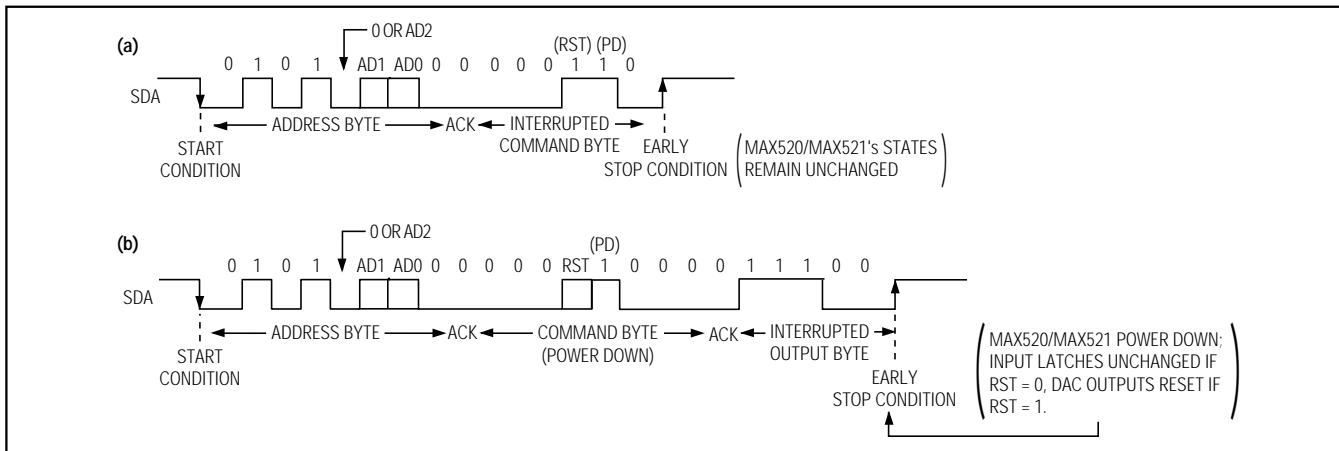 (a)
0 OR AD2
(RST) (PD)
0 1 0 1 AD1 AD0 0 0 0 0 0 1 1 0
SDA
ADDRESS BYTE ACK INTERRUPTED
COMMAND BYTE
START
CONDITION
EARLY
STOP CONDITION
MAX520/MAX521's STATES
REMAIN UNCHANGED
(b)
0 OR AD2
(PD)
0 1 0 1 AD1 AD0 0 0 0 0 0 RST 1 0 0 0 0 1 1 1 0 0
SDA
ADDRESS BYTE ACK COMMAND BYTE ACK INTERRUPTED
(POWER DOWN) OUTPUT BYTE
START
CONDITION
EARLY
STOP CONDITION
MAX520/MAX521 POWER DOWN;
INPUT LATCHES UNCHANGED IF
RST = 0, DAC OUTPUTS RESET IF
RST = 1.